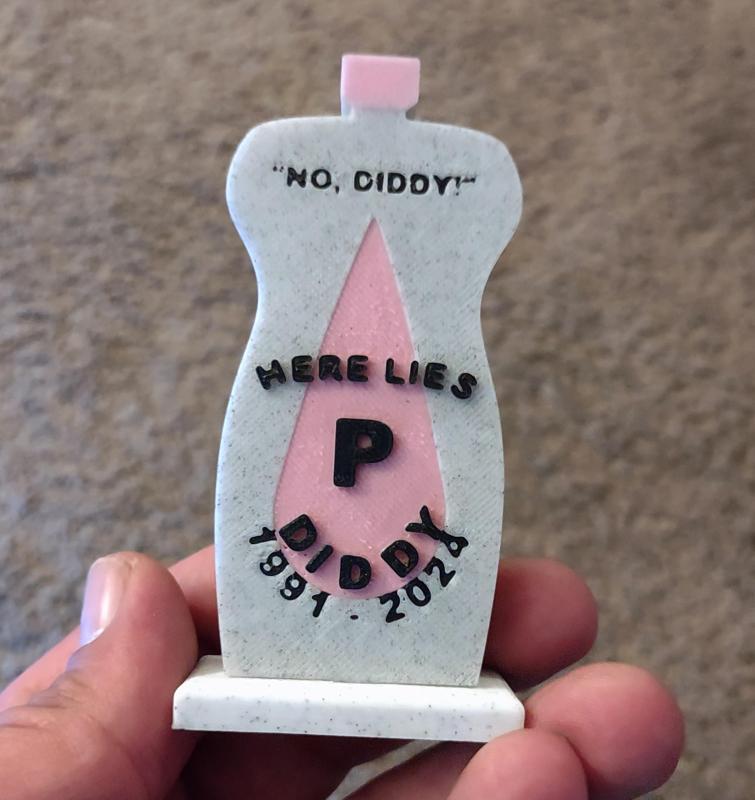 "NO, DIDDY!"
HERE LIES
P
DIDDY
1991 - 2024